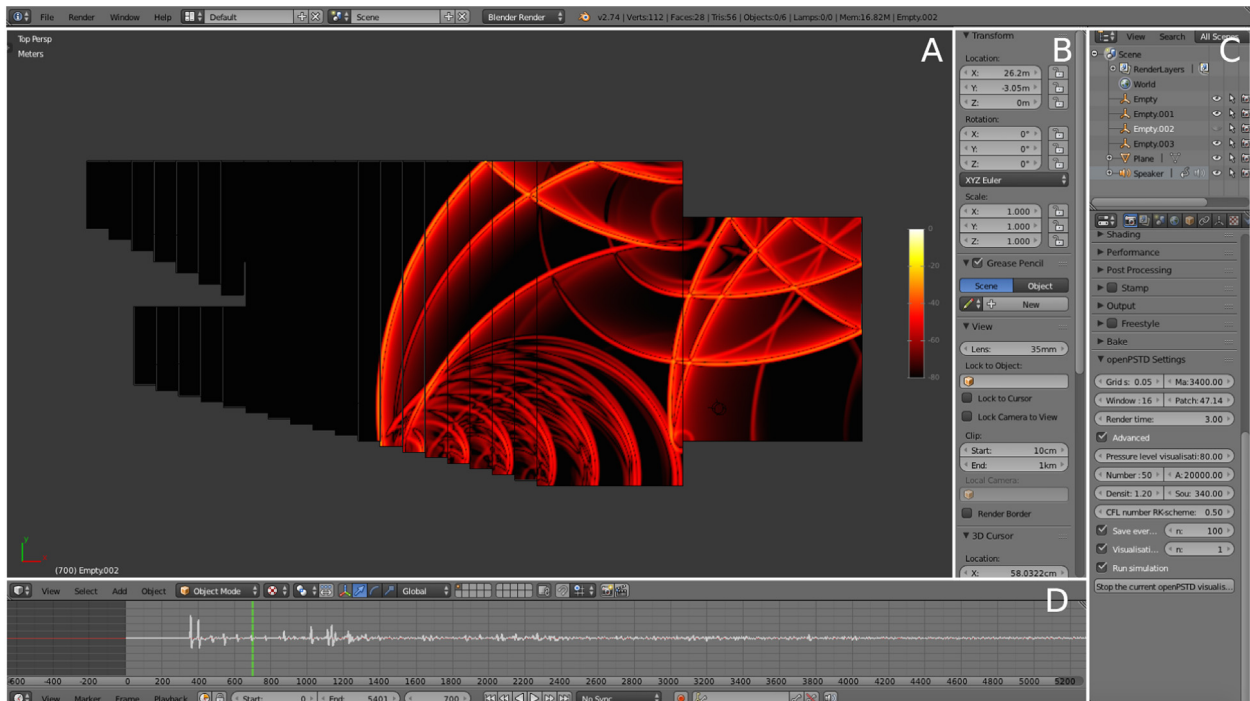 File Render Window Help Default Scene Blender Render v2.74 | Verts:112 | Faces:28 | Tris:56 | Objects:0/6 | Lamps:0/0 | Mem:16.82M | Empty.002
Top Persp
Meters
A
0
-20
-40
-60
-80
y
x
(700) Empty.002
B
Transform
Location:
X: 26.2m
Y: -3.05m
Z: 0m
Rotation:
X: 0°
Y: 0°
Z: 0°
XYZ Euler
Scale:
X: 1.000
Y: 1.000
Z: 1.000
Grease Pencil
Scene Object
New
View
Lens: 35mm
Lock to Object:
Lock to Cursor
Lock Camera to View
Clip:
Start: 10cm
End: 1km
Local Camera:
Render Border
3D Cursor
Location:
X: 58.0322cm
View Search All Scenes
C
Scene
RenderLayers |
World
Empty
Empty.001
Empty.002
Empty.003
Plane |
Speaker |
Shading
Performance
Post Processing
Stamp
Output
Freestyle
Bake
openPSTD Settings
Grid s: 0.05 Ma:3400.00
Window :16 Patch:47.14
Render time: 3.00
Advanced
Pressure level visualisati:80.00
Number :50 A:20000.00
Densit: 1.20 Sou: 340.00
CFL number RK-scheme: 0.50
Save ever... n: 100
Visualisati... n: 1
Run simulation
Stop the current openPSTD visualis...
View Select Add Object Object Mode Global
D
-600 -400 -200 0 200 400 600 800 1000 1200 1400 1600 1800 2000 2200 2400 2600 2800 3000 3200 3400 3600 3800 4000 4200 4400 4600 4800 5000 5200
View Marker Frame Playback Start: 0 End: 5401 700 No Sync